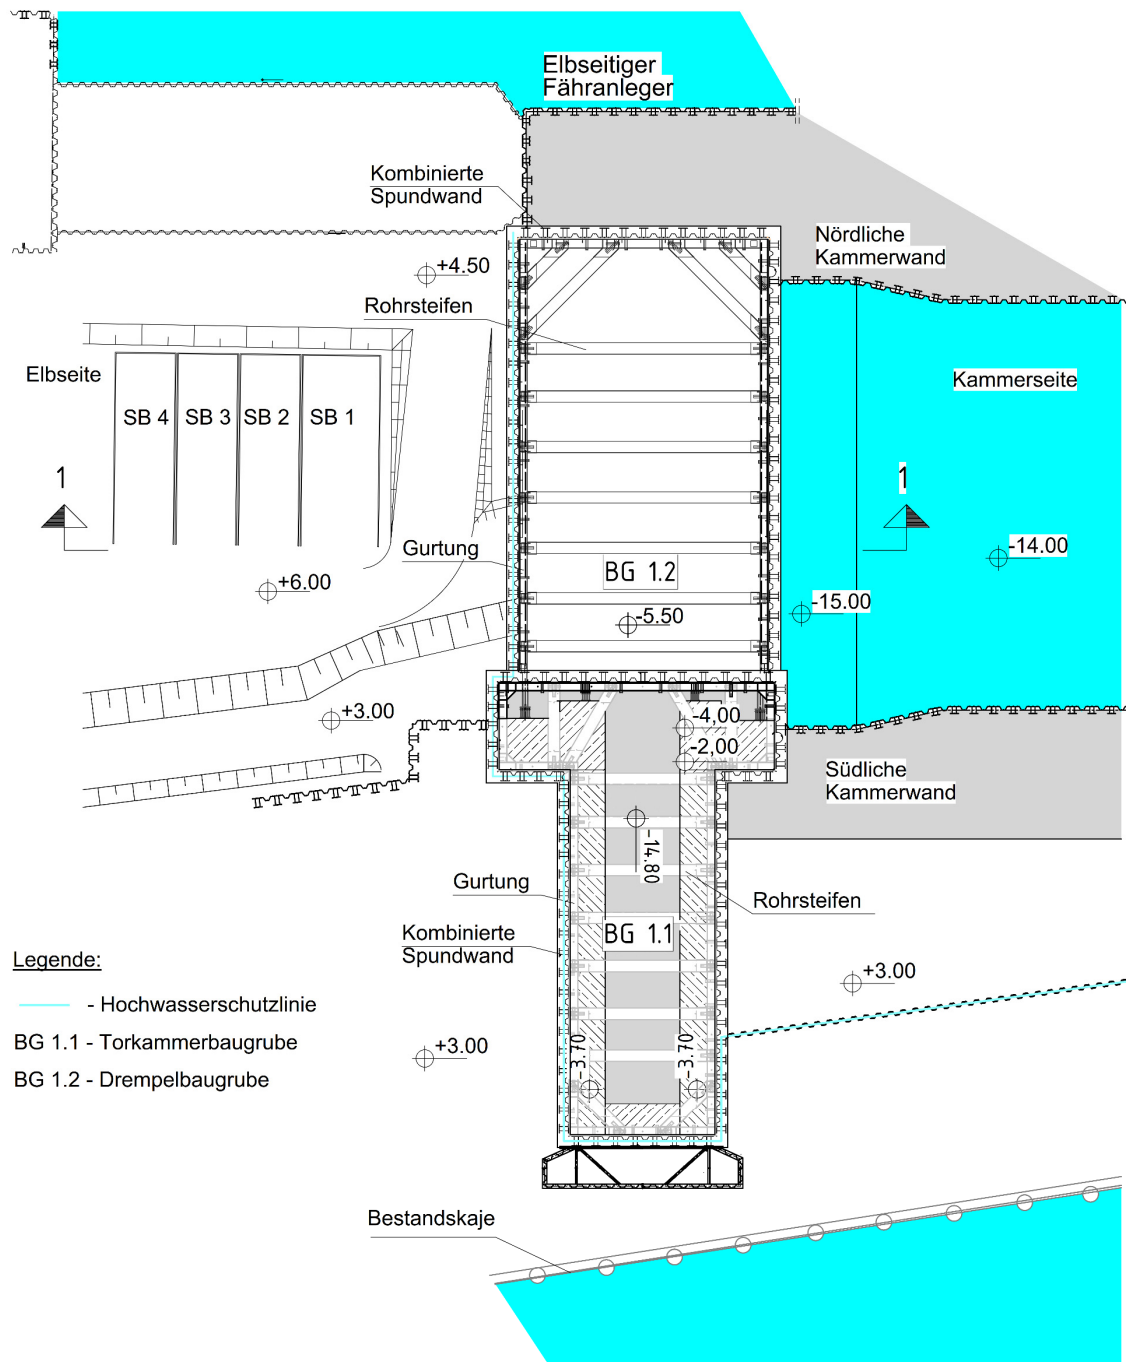 Elbseitiger
Fähranleger
Kombinierte
Spundwand
Nördliche
Kammerwand
+4.50
Rohrsteifen
Elbseite
Kammerseite
SB 4
SB 3
SB 2
SB 1
1
1
Gurtung
-14.00
BG 1.2
+6.00
-15.00
-5.50
+3.00
-4,00
-2,00
Südliche
Kammerwand
-14.80
Gurtung
Rohrsteifen
Kombinierte
Spundwand
BG 1.1
Legende:
- Hochwasserschutzlinie
BG 1.1 - Torkammerbaugrube
BG 1.2 - Drempelbaugrube
+3.00
+3.00
-3.70
-3.70
Bestandskaje